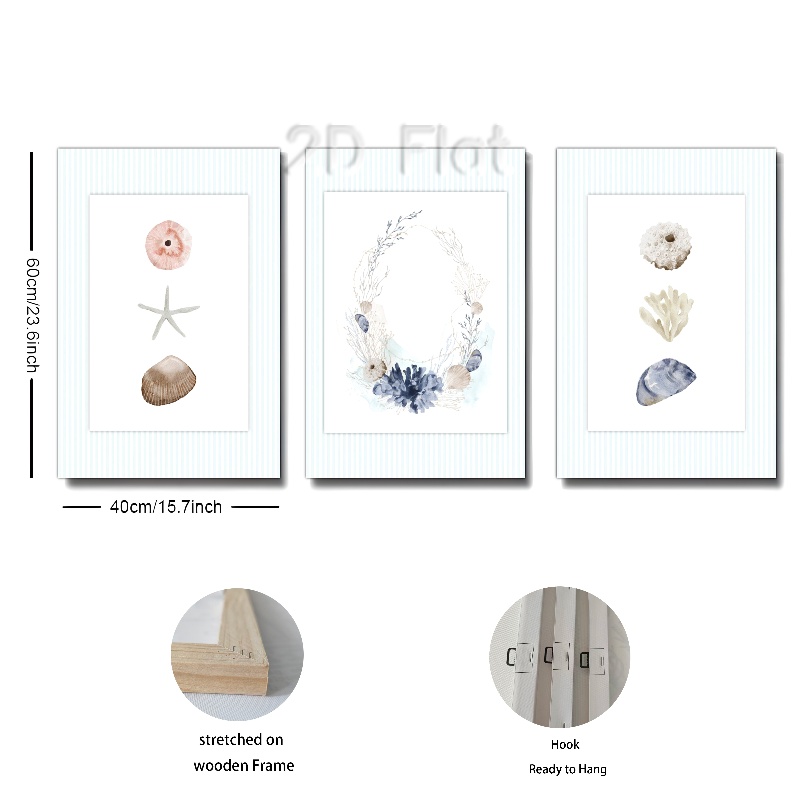 2D Flat
60cm/23.6inch
40cm/15.7inch
stretched on
wooden Frame
Hook
Ready to Hang